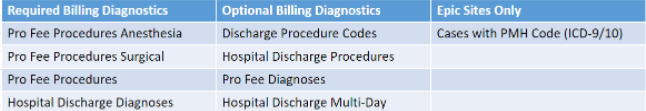 Required Billing Diagnostics Optional Billing Diagnostics Epic Sites Only
Pro Fee Procedures Anesthesia Discharge Procedure Codes Cases with PMH Code (ICD-9/10)
Pro Fee Procedures Surgical Hospital Discharge Procedures
Pro Fee Procedures Pro Fee Diagnoses
Hospital Discharge Diagnoses Hospital Discharge Multi-Day